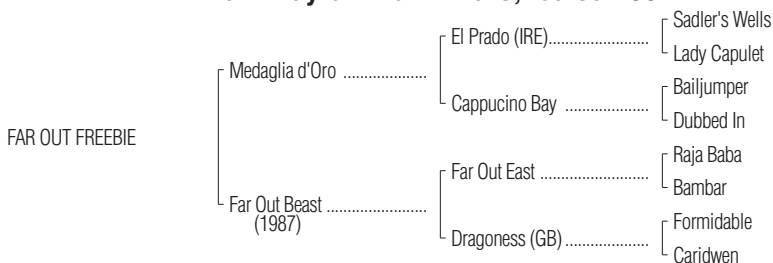 Sadler's Wells
El Prado (IRE)......................
Lady Capulet
Medaglia d'Oro ..................
Bailjumper
Cappucino Bay ..................
Dubbed In
FAR OUT FREEBIE
Raja Baba
Far Out East .......................
Bambar
Far Out Beast ......................
(1987)
Formidable
Dragoness (GB)..................
Caridwen